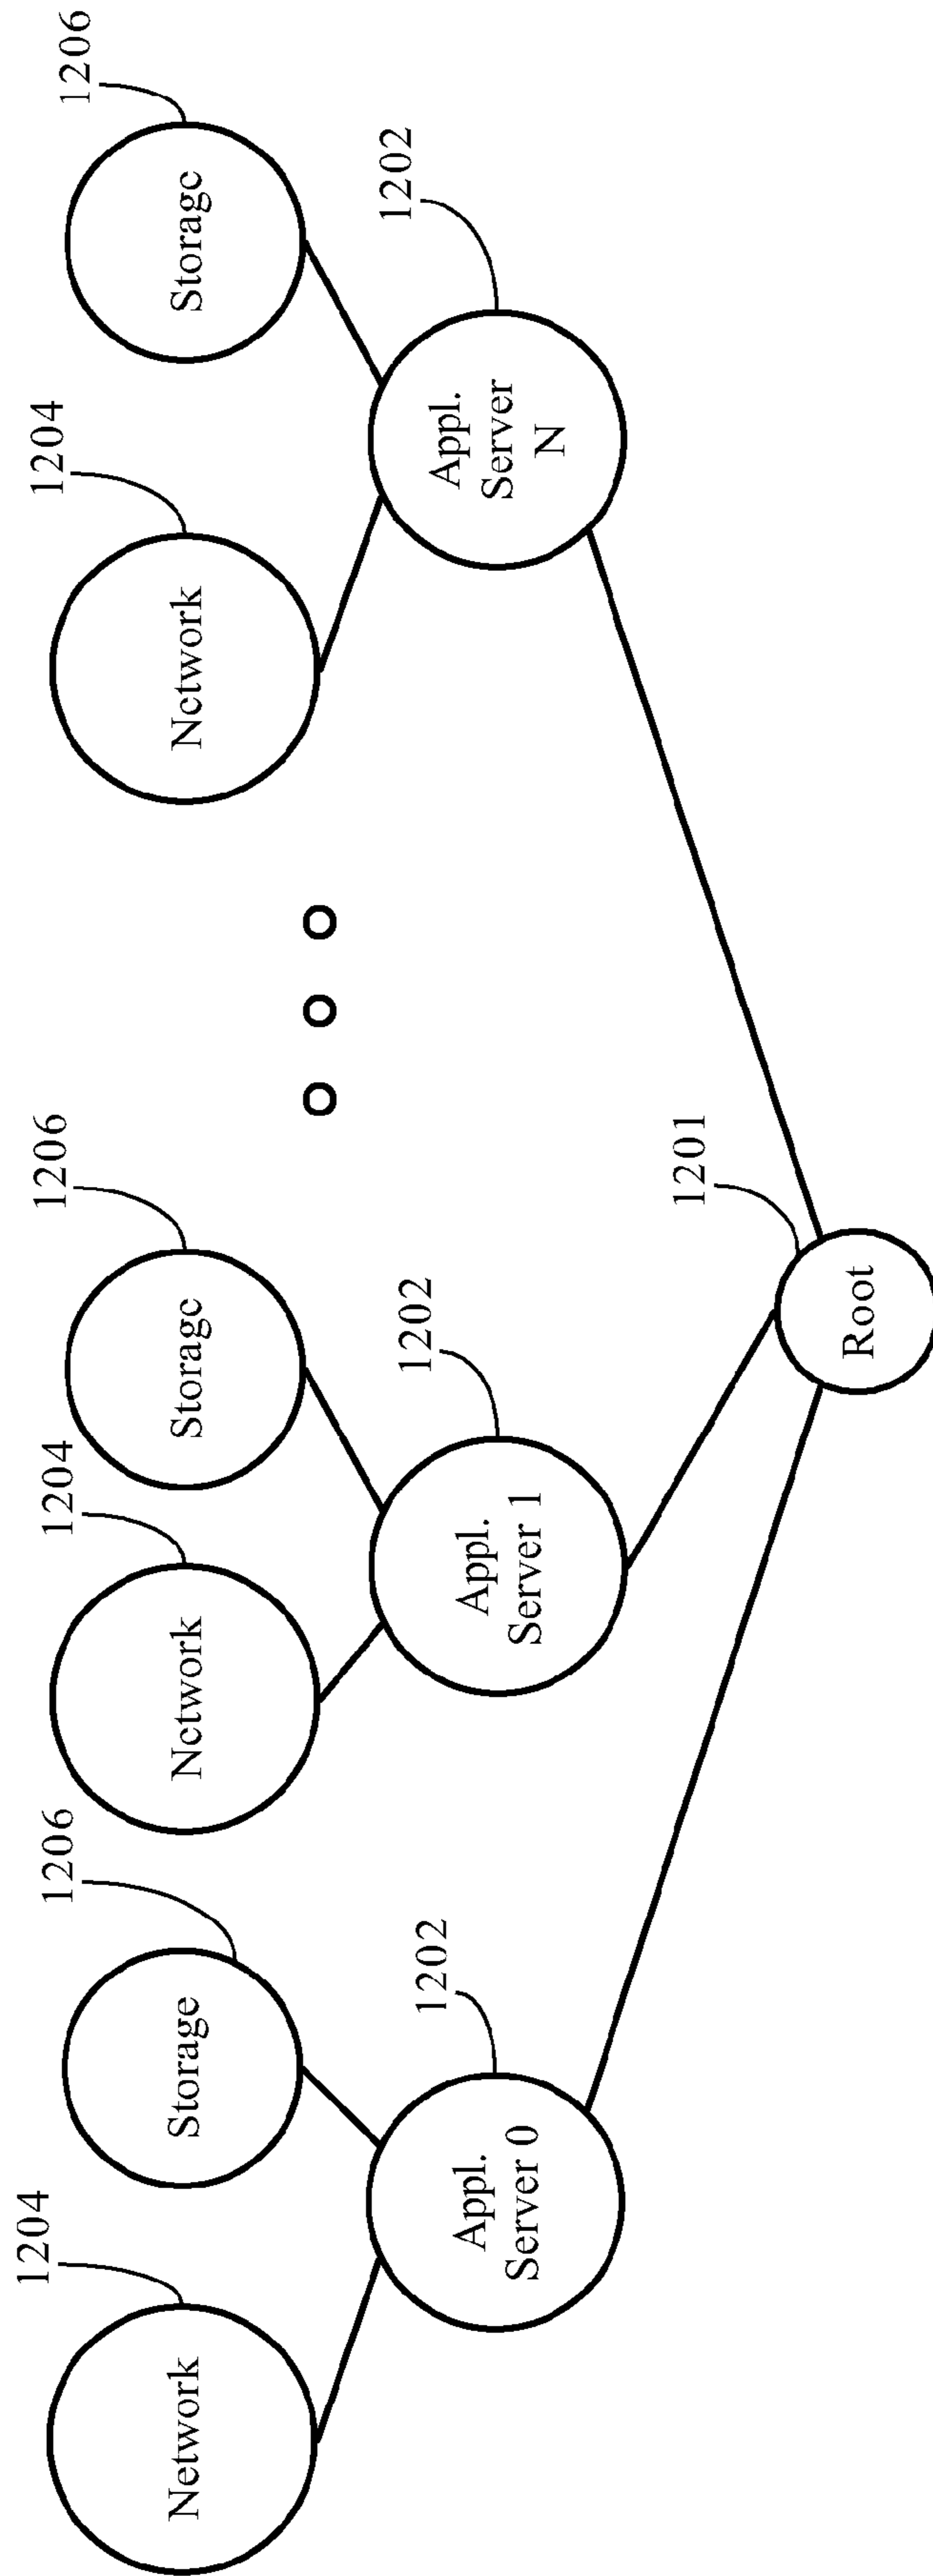 1204
1206
1204
1206
1204
1206
Network
Storage
Network
Storage
Network
Storage
1202
1202
1202
Appl.
Server 0
Appl.
Server 1
Appl.
Server
N
1201
Root